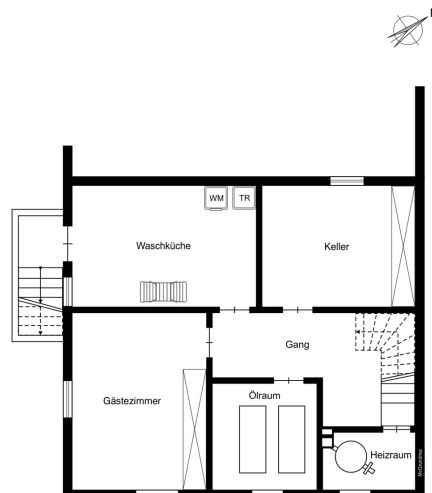 N
WM
TR
Waschküche
Keller
Gang
Gästezimmer
Ölraum
Heizraum